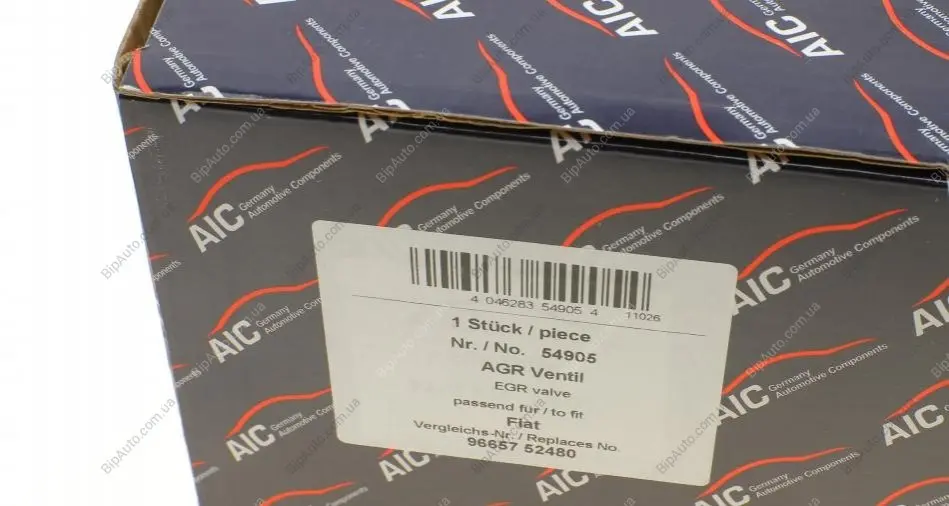 AIC
Germany
Automotive Components
BipAuto.com.ua
4 046283 54905 4 11026
1 Stück / piece
Nr. / No. 54905
AGR Ventil
EGR valve
passend für / to fit
Fiat
Vergleichs-Nr. / Replaces No.
96657 52480